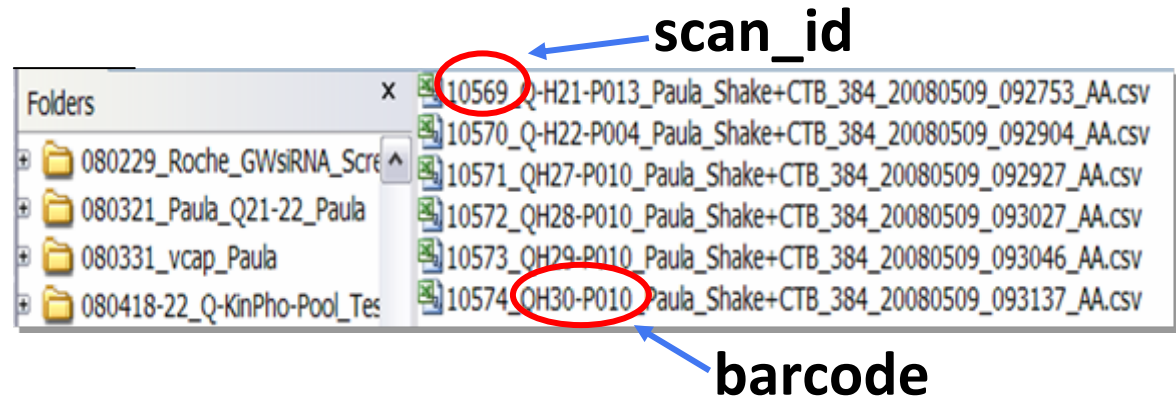 scan_id
Folders x
080229_Roche_GWsiRNA_Scre
080321_Paula_Q21-22_Paula
080331_vcap_Paula
080418-22_Q-KinPho-Pool_Tes
10569_Q-H21-P013_Paula_Shake+CTB_384_20080509_092753_AA.csv
10570_Q-H22-P004_Paula_Shake+CTB_384_20080509_092904_AA.csv
10571_QH27-P010_Paula_Shake+CTB_384_20080509_092927_AA.csv
10572_QH28-P010_Paula_Shake+CTB_384_20080509_093027_AA.csv
10573_QH29-P010_Paula_Shake+CTB_384_20080509_093046_AA.csv
10574_QH30-P010_Paula_Shake+CTB_384_20080509_093137_AA.csv
barcode